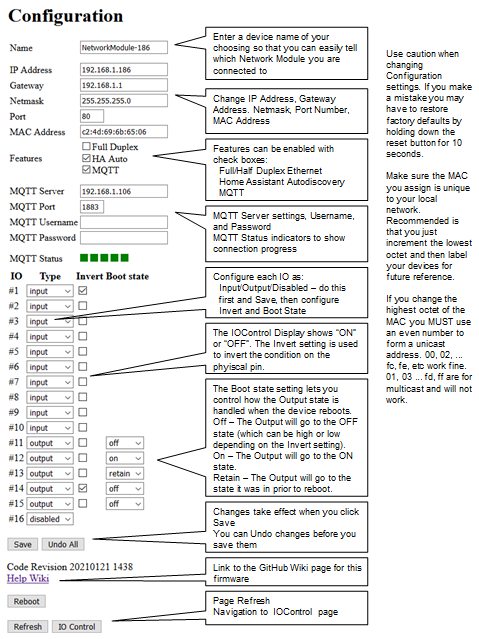 Configuration
Name NetworkModule-186
IP Address 192.168.1.186
Gateway 192.168.1.1
Netmask 255.255.255.0
Port 80
MAC Address c2:4d:69:6b:65:06
Full Duplex
Features HA Auto
MQTT
MQTT Server 192.168.1.106
MQTT Port 1883
MQTT Username
MQTT Password
MQTT Status
IO Type Invert Boot state
#1 input
#2 input
#3 input
#4 input
#5 input
#6 input
#7 input
#8 input
#9 input
#10 input
#11 output off
#12 output on
#13 output retain
#14 output off
#15 output off
#16 disabled
Save Undo All
Code Revision 20210121 1438
Help Wiki
Reboot
Refresh IO Control
Enter a device name of your
choosing so that you can easily tell
which Network Module you are
connected to
Change IP Address, Gateway
Address. Netmask, Port Number,
MAC Address
Features can be enabled with
check boxes:
Full/Half Duplex Ethernet
Home Assistant Autodiscovery
MQTT
MQTT Server settings, Username,
and Password
MQTT Status indicators to show
connection progress
Configure each IO as:
Input/Output/Disabled – do this
first and Save, then configure
Invert and Boot State
The IOControl Display shows “ON”
or “OFF”. The Invert setting is used
to invert the condition on the
phyiscal pin.
The Boot state setting lets you
control how the Output state is
handled when the device reboots.
Off – The Output will go to the OFF
state (which can be high or low
depending on the Invert setting).
On – The Output will go to the ON
state.
Retain – The Output will go to the
state it was in prior to reboot.
Changes take effect when you click
Save
You can Undo changes before you
save them
Link to the GitHub Wiki page for this
firmware
Page Refresh
Navigation to IOControl page
Use caution when
changing
Configuration
settings. If you make
a mistake you may
have to restore
factory defaults by
holding down the
reset button for 10
seconds.
Make sure the MAC
you assign is unique
to your local
network.
Recommended is
that you just
increment the lowest
octet and then label
your devices for
future reference.
If you change the
highest octet of the
MAC you MUST use
an even number to
form a unicast
address. 00, 02, ...
fc, fe, etc work fine.
01, 03 ... fd, ff are for
multicast and will not
work.